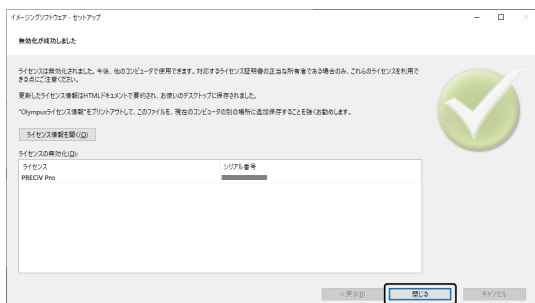 イメージングソフトウェア - セットアップ
無効化が成功しました
ライセンスは無効化されました。今後、他のコンピュータで使用できます。対応するライセンス証明書の正当な所有者である場合のみ、これらのライセンスを利用で
きる点にご注意ください。
更新したライセンス情報はHTMLドキュメントで要約され、お使いのデスクトップに保存されました。
"Olympusライセンス情報"をプリントアウトして、このファイルを、現在のコンピュータの別の場所に追加保存することを強くお勧めします。
ライセンス情報を開く(O)
ライセンスの無効化(D):
ライセンス シリアル番号
PRECiV Pro
< 戻る(B) 閉じる キャンセル